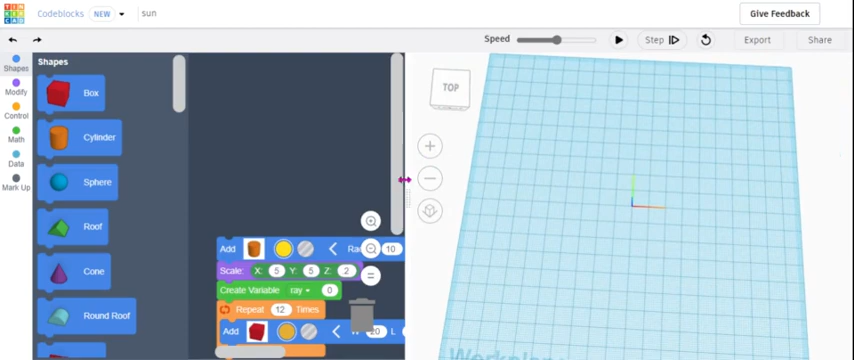 TIN
KER
CAD
Codeblocks NEW sun
Give Feedback
Speed Step Export Share
Shapes
Modify
Control
Math
Data
Mark Up
Shapes
Box
Cylinder
Sphere
Roof
Cone
Round Roof
TOP
Add 10
Scale: X: 5 Y: 5 Z: 2
Create Variable ray 0
Repeat 12 Times
Add 20 L